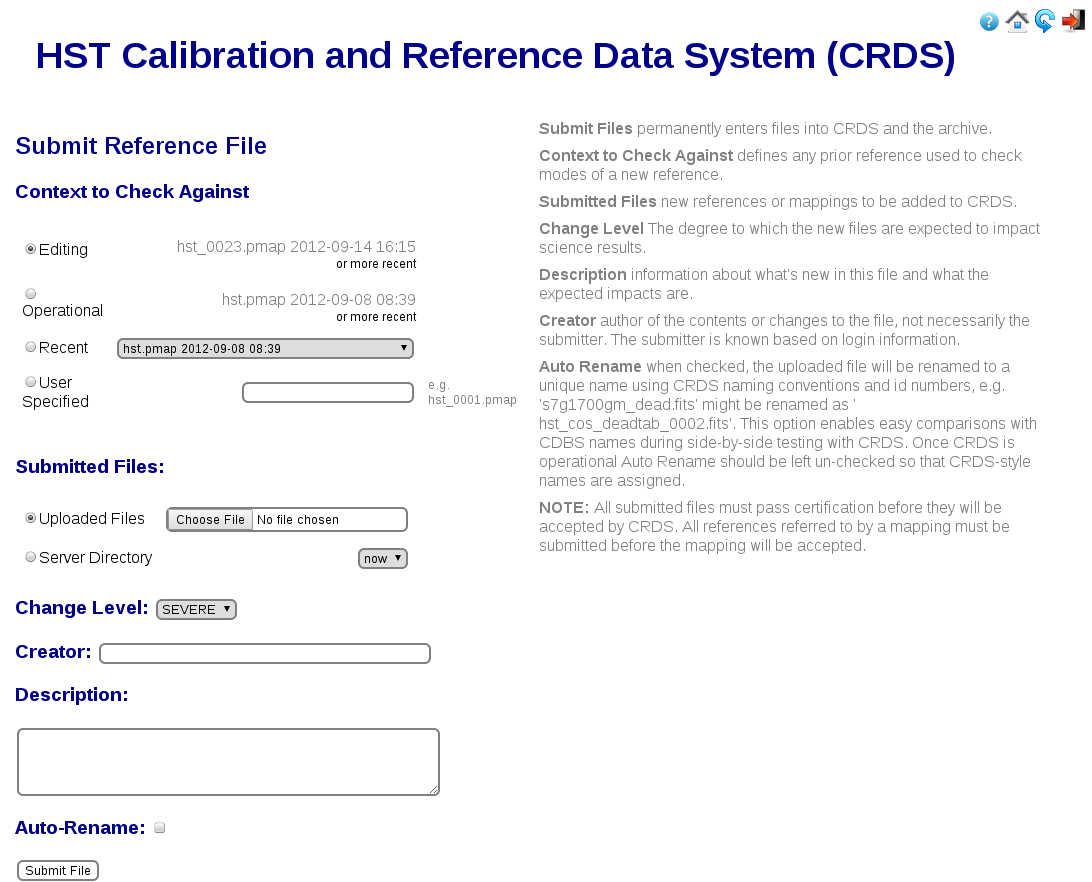 HST Calibration and Reference Data System (CRDS)
Submit Reference File
Context to Check Against
Editing
hst_0023.pmap 2012-09-14 16:15
or more recent
Operational
hst.pmap 2012-09-08 08:39
or more recent
Recent
hst.pmap 2012-09-08 08:39
User
Specified
e.g.
hst_0001.pmap
Submitted Files:
Uploaded Files
Choose File No file chosen
Server Directory
now
Change Level: SEVERE
Creator:
Description:
Auto-Rename:
Submit File
Submit Files permanently enters files into CRDS and the archive.
Context to Check Against defines any prior reference used to check
modes of a new reference.
Submitted Files new references or mappings to be added to CRDS.
Change Level The degree to which the new files are expected to impact
science results.
Description information about what's new in this file and what the
expected impacts are.
Creator author of the contents or changes to the file, not necessarily the
submitter. The submitter is known based on login information.
Auto Rename when checked, the uploaded file will be renamed to a
unique name using CRDS naming conventions and id numbers, e.g.
's7g1700gm_dead.fits' might be renamed as '
hst_cos_deadtab_0002.fits'. This option enables easy comparisons with
CDBS names during side-by-side testing with CRDS. Once CRDS is
operational Auto Rename should be left un-checked so that CRDS-style
names are assigned.
NOTE: All submitted files must pass certification before they will be
accepted by CRDS. All references referred to by a mapping must be
submitted before the mapping will be accepted.